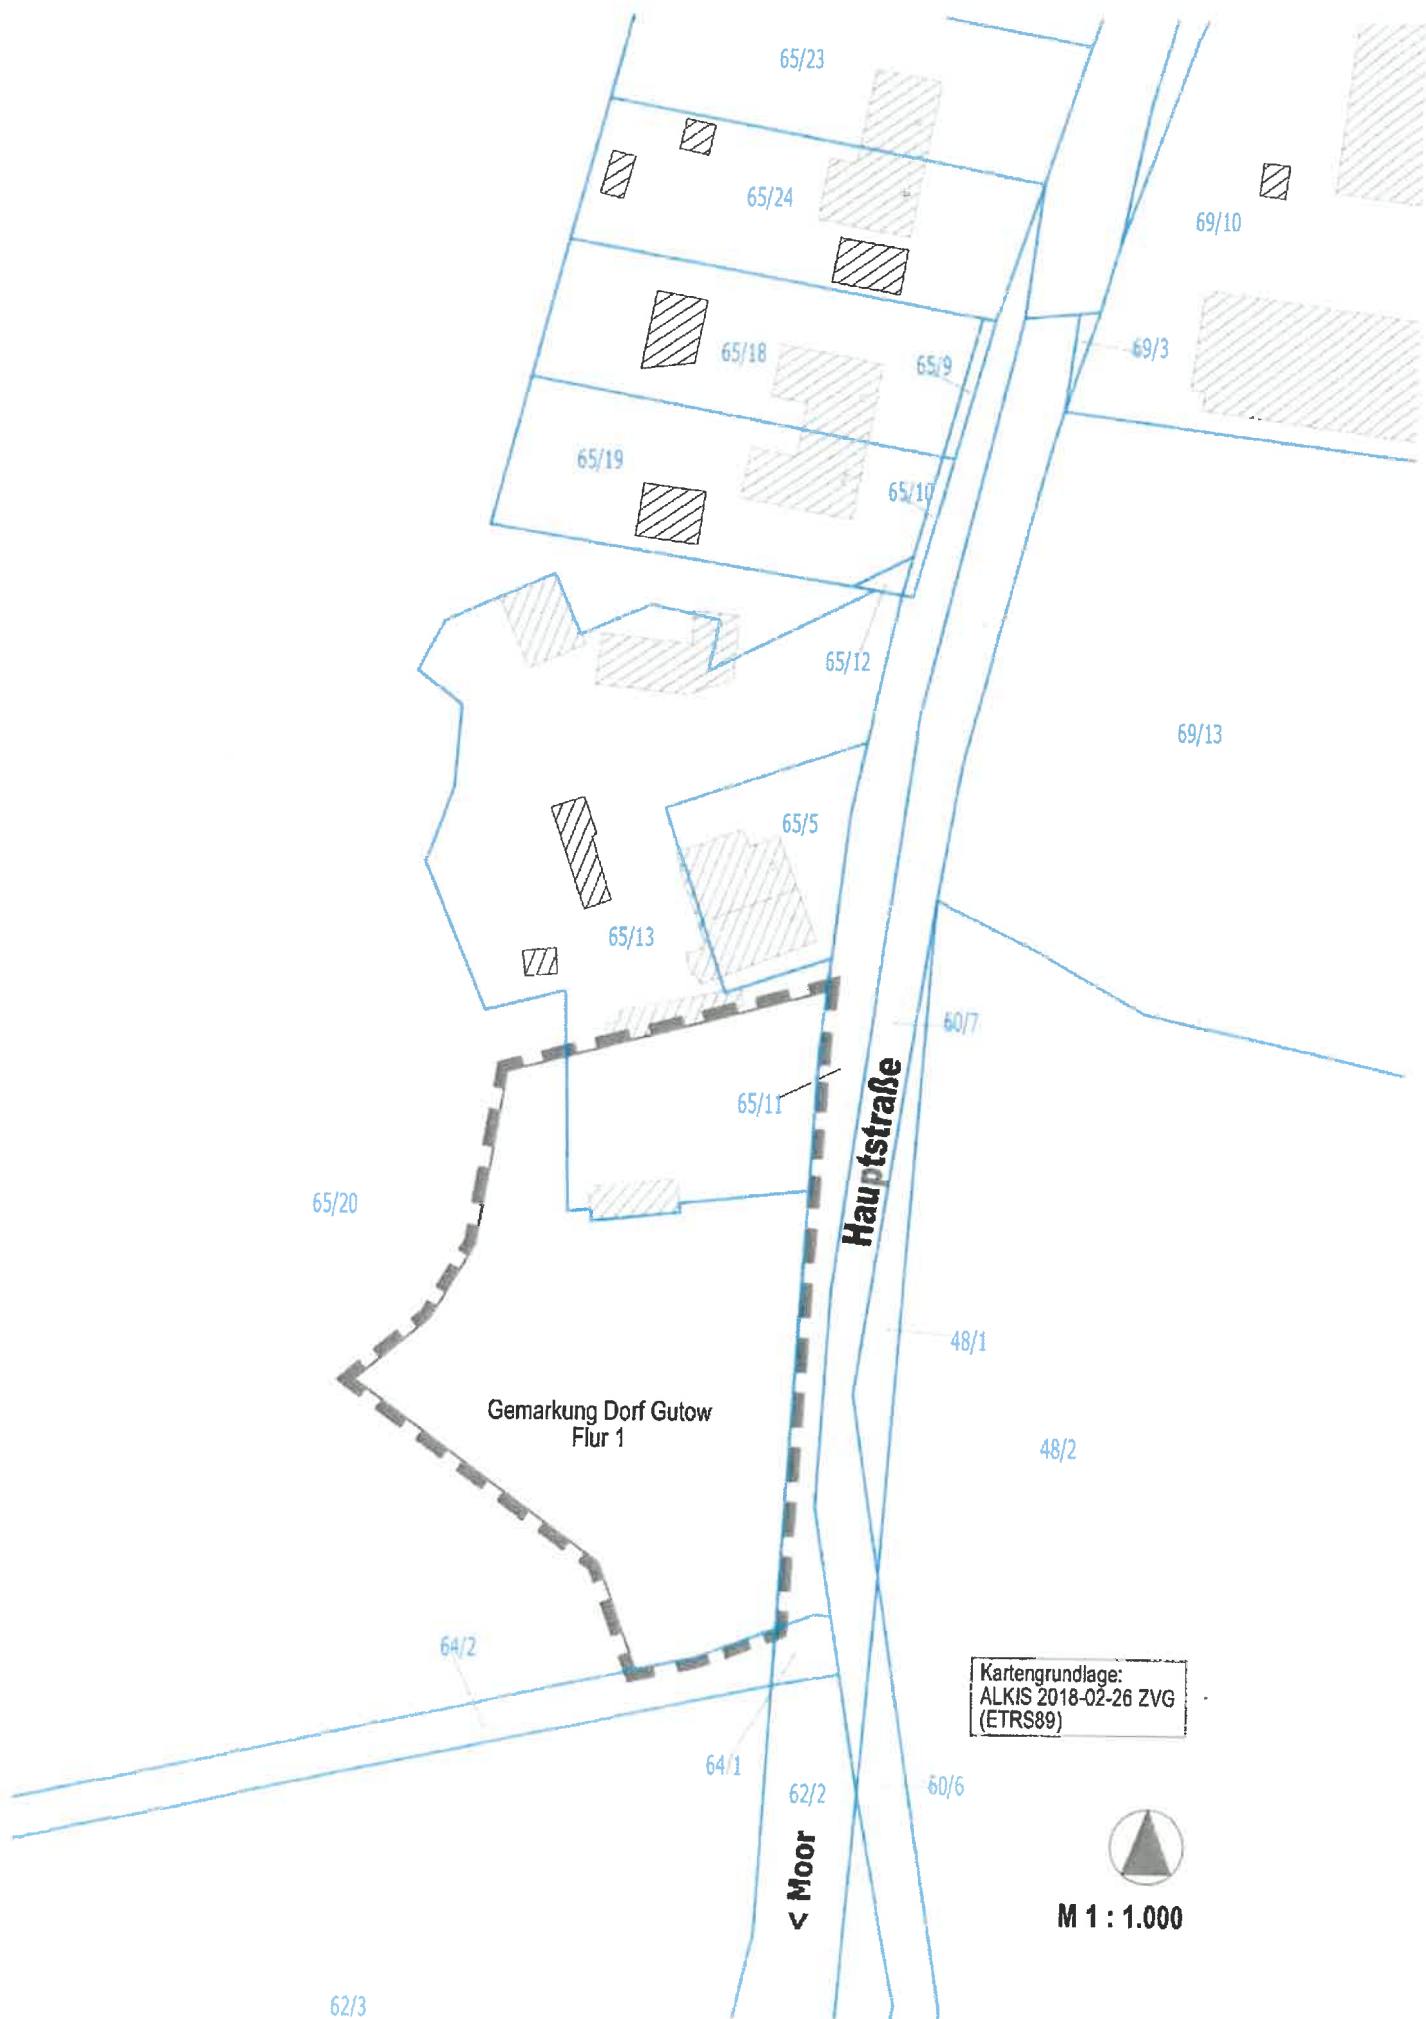 65/23
65/24
69/10
65/18
65/9
69/3
65/19
65/10
65/12
69/13
65/5
65/13
60/7
65/11
Hauptstraße
65/20
48/1
Gemarkung Dorf Gutow
Flur 1
48/2
64/2
Kartengrundlage:
ALKIS 2018-02-26 ZVG
(ETRS89)
64/1
62/2
60/6
< Moor
M 1 : 1.000
62/3